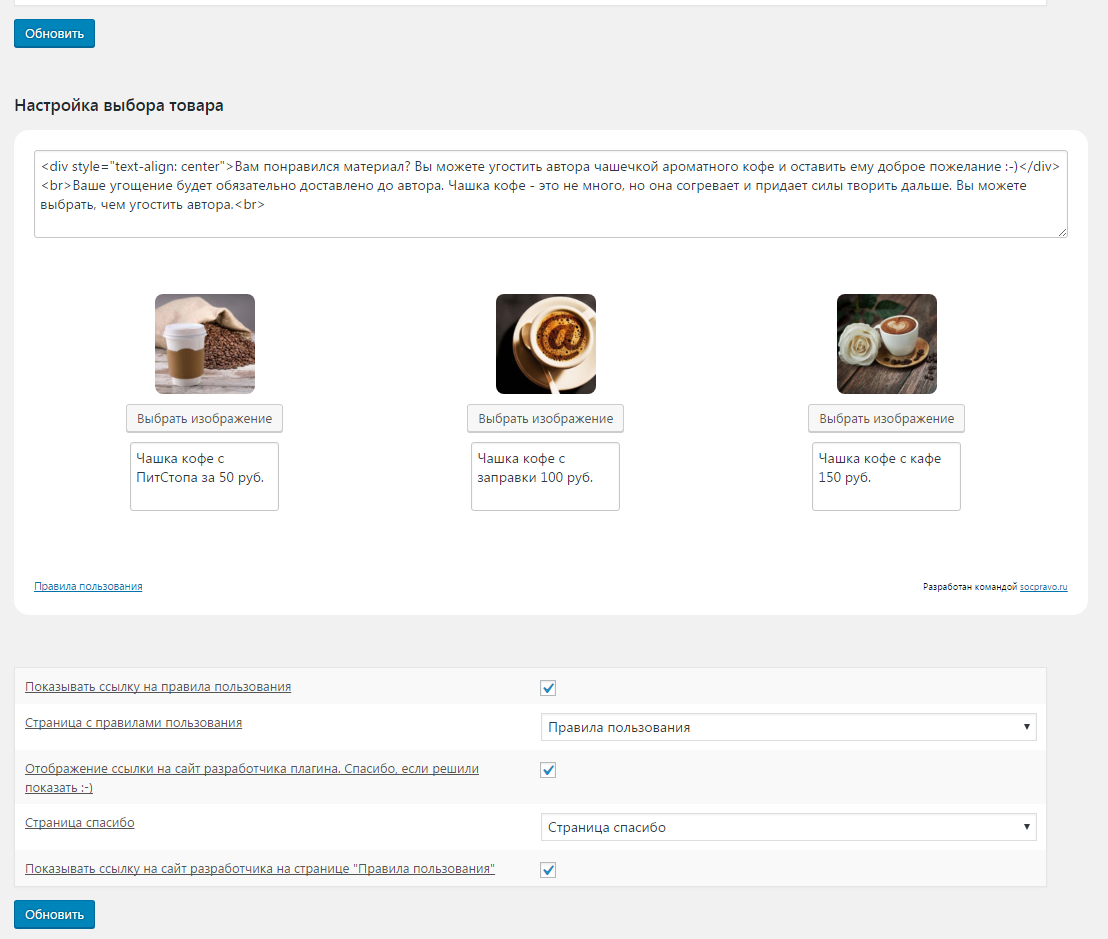 Обновить
Настройка выбора товара
<div style="text-align: center">Вам понравился материал? Вы можете угостить автора чашечкой ароматного кофе и оставить ему доброе пожелание :-)</div>
<br>Ваше угощение будет обязательно доставлено до автора. Чашка кофе - это не много, но она согревает и придает силы творить дальше. Вы можете
выбрать, чем угостить автора.<br>
Выбрать изображение
Выбрать изображение
Выбрать изображение
Чашка кофе с
ПитСтопа за 50 руб.
Чашка кофе с
заправки 100 руб.
Чашка кофе с кафе
150 руб.
Правила пользования
Разработан командой socpravo.ru
Показывать ссылку на правила пользования
Страница с правилами пользования
Правила пользования
Отображение ссылки на сайт разработчика плагина. Спасибо, если решили
показать :-)
Страница спасибо
Страница спасибо
Показывать ссылку на сайт разработчика на странице "Правила пользования"
Обновить